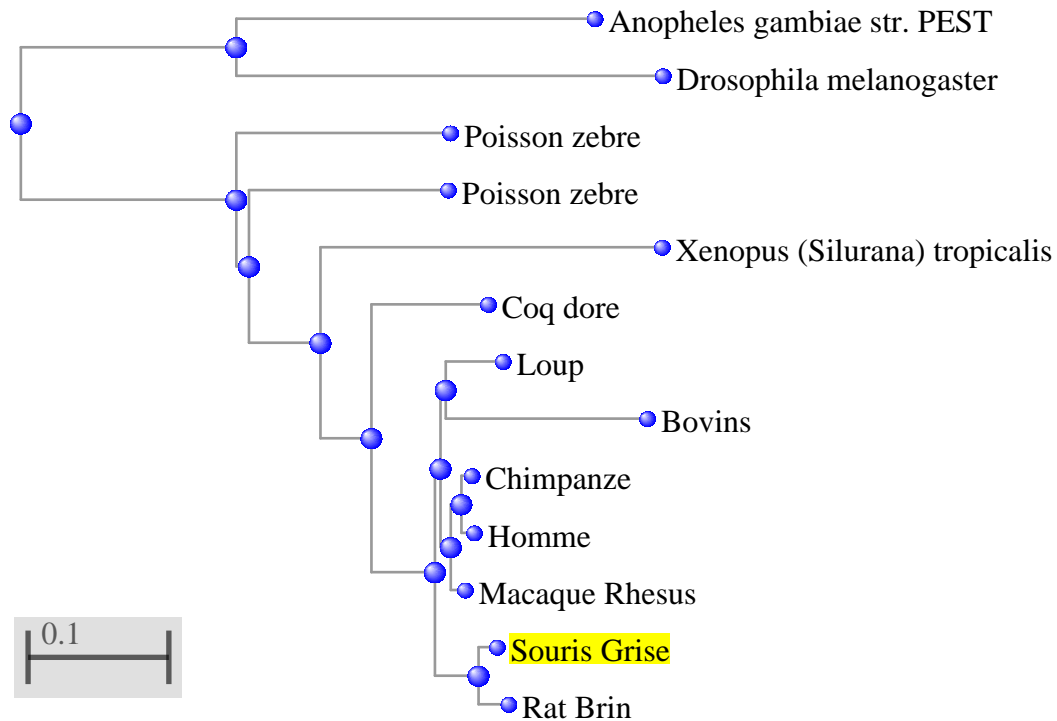 Anopheles gambiae str. PEST
Drosophila melanogaster
Poisson zebre
Poisson zebre
Xenopus (Silurana) tropicalis
Coq dore
Loup
Bovins
Chimpanze
Homme
Macaque Rhesus
0.1
Souris Grise
Rat Brin